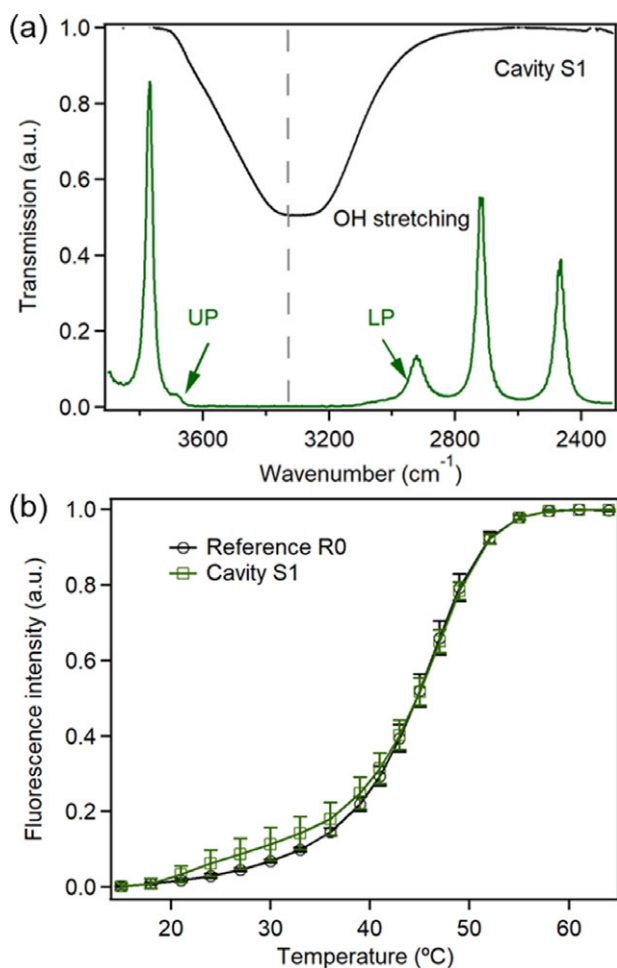 (a)
1.0
0.8
0.6
0.4
0.2
0.0
Transmission (a.u.)
Cavity S1
OH stretching
UP
LP
3600
3200
2800
2400
Wavenumber (cm⁻¹)
(b)
1.0
0.8
0.6
0.4
0.2
0.0
Fluorescence intensity (a.u.)
Reference R0
Cavity S1
20
30
40
50
60
Temperature (ºC)